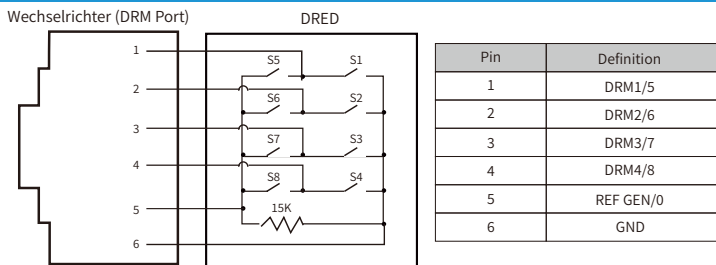 Wechselrichter (DRM Port)
DRED
1
2
3
4
5
6
S5 S1
S6 S2
S7 S3
S8 S4
15K
Pin Definition
1 DRM1/5
2 DRM2/6
3 DRM3/7
4 DRM4/8
5 REF GEN/0
6 GND